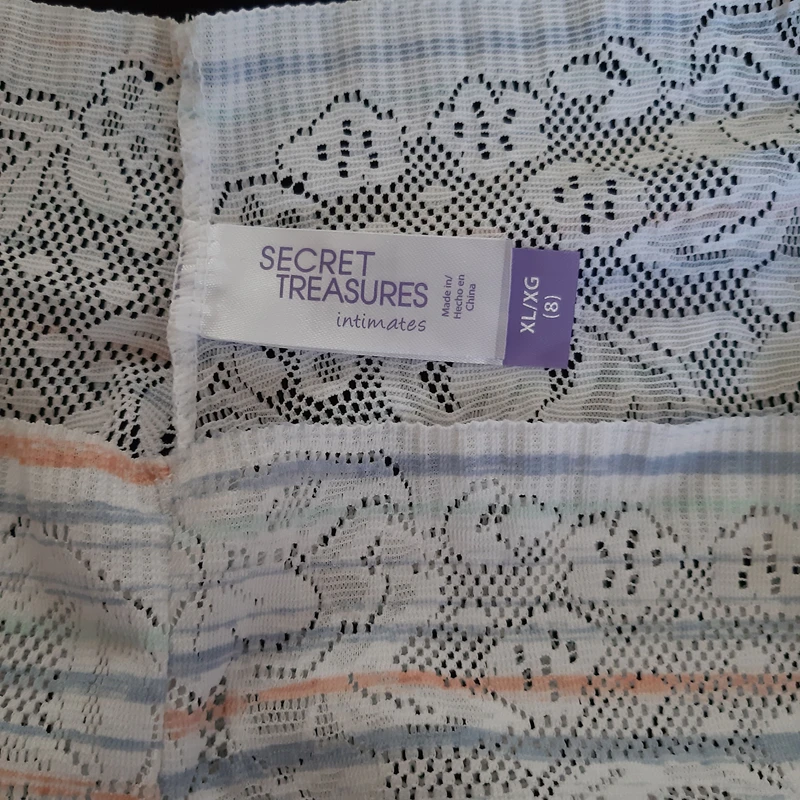 SECRET
TREASURES
intimates
Made in/
Hecho en
China
XL/XG
(8)